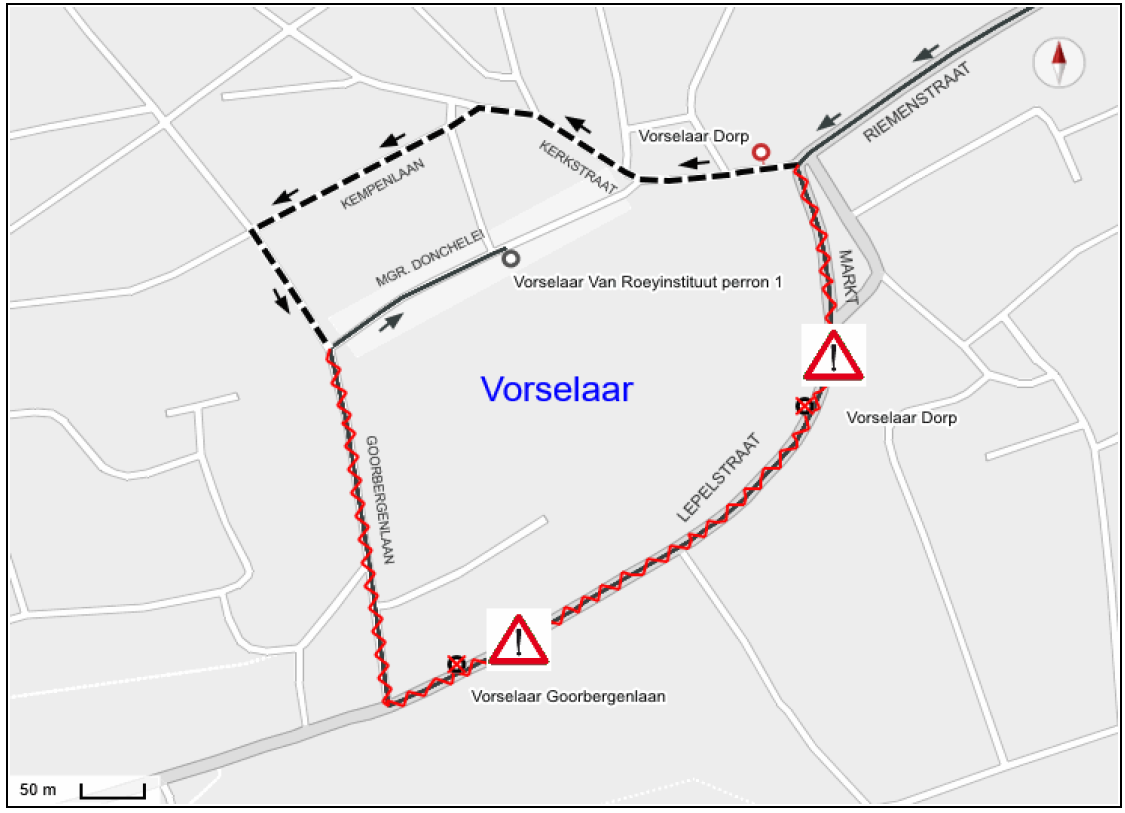 RIEMENSTRAAT
Vorselaar Dorp
KERKSTRAAT
KEMPENLAAN
MGR. DONCHELEI
Vorselaar Van Roeyinstituut perron 1
MARKT
Vorselaar
Vorselaar Dorp
LEPELSTRAAT
GOORBERGENLAAN
Vorselaar Goorbergenlaan
50 m